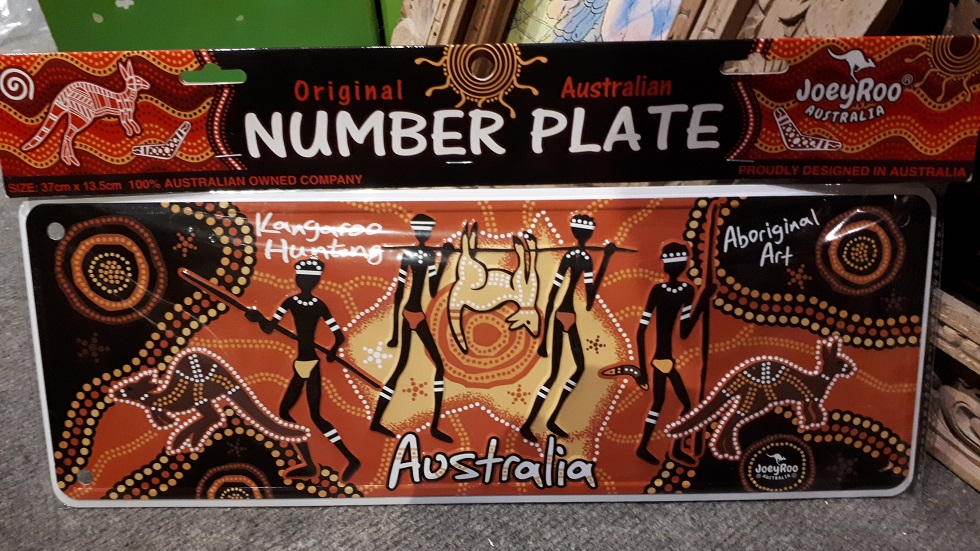 Original Australian
NUMBER PLATE
JoeyRoo®
AUSTRALIA
SIZE: 37cm x 13.5cm 100% AUSTRALIAN OWNED COMPANY
PROUDLY DESIGNED IN AUSTRALIA
Kangaroo
Hunting
Aboriginal
Art
Australia
JoeyRoo
AUSTRALIA